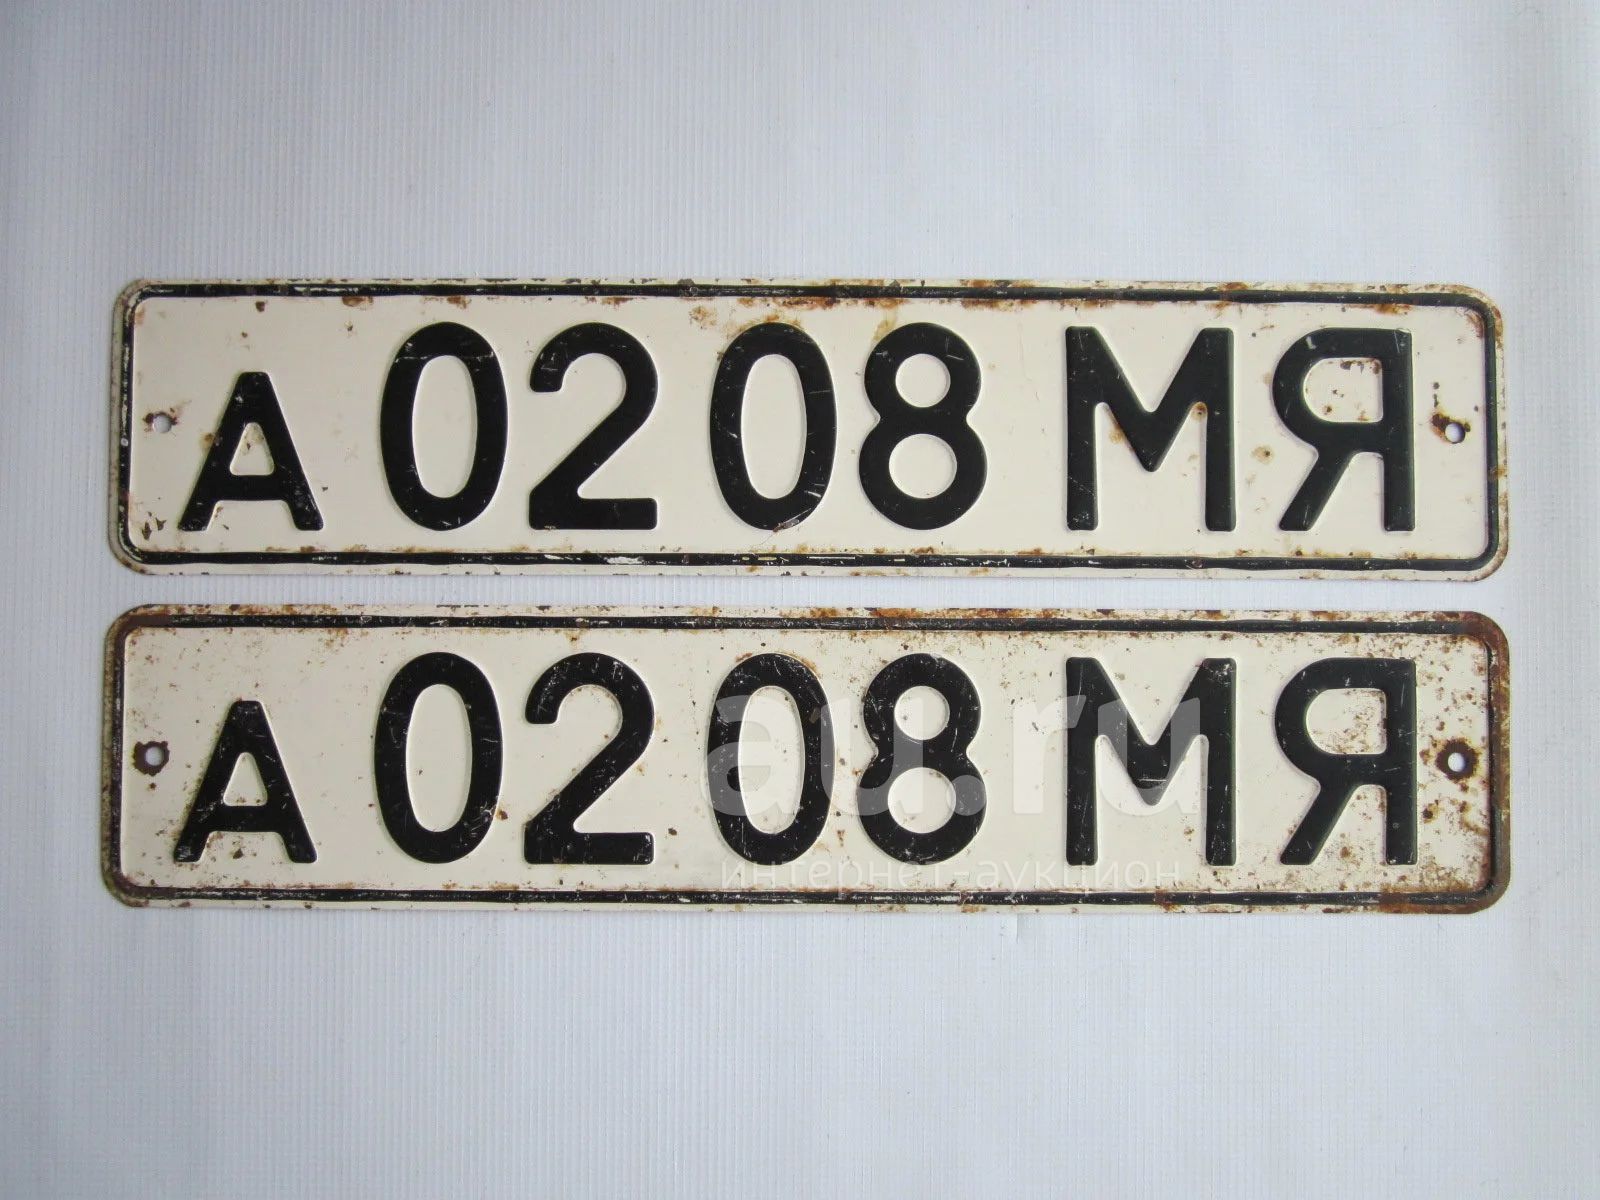 А 02 08 МЯ
А 02 08 МЯ
au.ru
интернет-аукцион